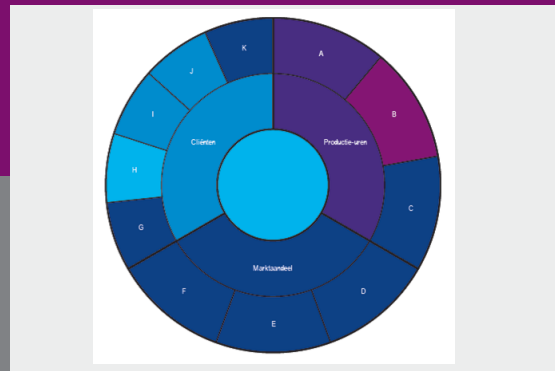 K
A
J
B
I
Cliënten
Productie-uren
H
C
G
Marktaandeel
F
D
E